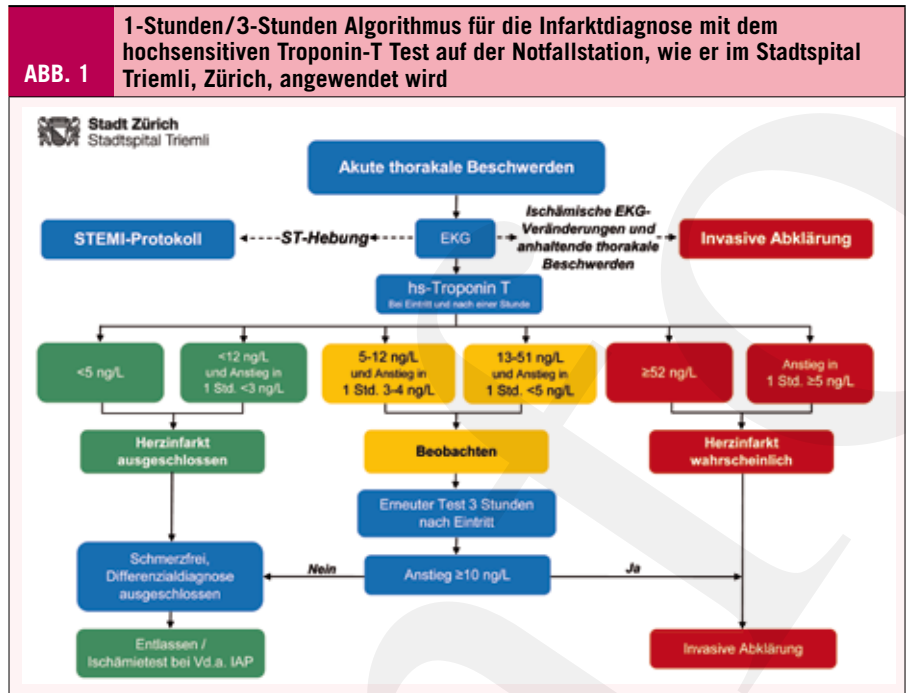 ABB. 1
1-Stunden/3-Stunden Algorithmus für die Infarktdiagnose mit dem
hochsensitiven Troponin-T Test auf der Notfallstation, wie er im Stadtspital
Triemli, Zürich, angewendet wird
Stadt Zürich
Stadtspital Triemli
Akute thorakale Beschwerden
STEMI-Protokoll
ST-Hebung
EKG
Ischämische EKG-
Veränderungen und
anhaltende thorakale
Beschwerden
Invasive Abklärung
hs-Troponin T
Bei Eintritt und nach einer Stunde
<5 ng/L
<12 ng/L
und Anstieg in
1 Std. <3 ng/L
5-12 ng/L
und Anstieg in
1 Std. 3-4 ng/L
13-51 ng/L
und Anstieg in
1 Std. <5 ng/L
≥52 ng/L
Anstieg in
1 Std. ≥5 ng/L
Herzinfarkt
ausgeschlossen
Beobachten
Herzinfarkt
wahrscheinlich
Erneuter Test 3 Stunden
nach Eintritt
Schmerzfrei,
Differenzialdiagnose
ausgeschlossen
Nein
Anstieg ≥10 ng/L
Ja
Entlassen /
Ischämietest bei Vd.a. IAP
Invasive Abklärung